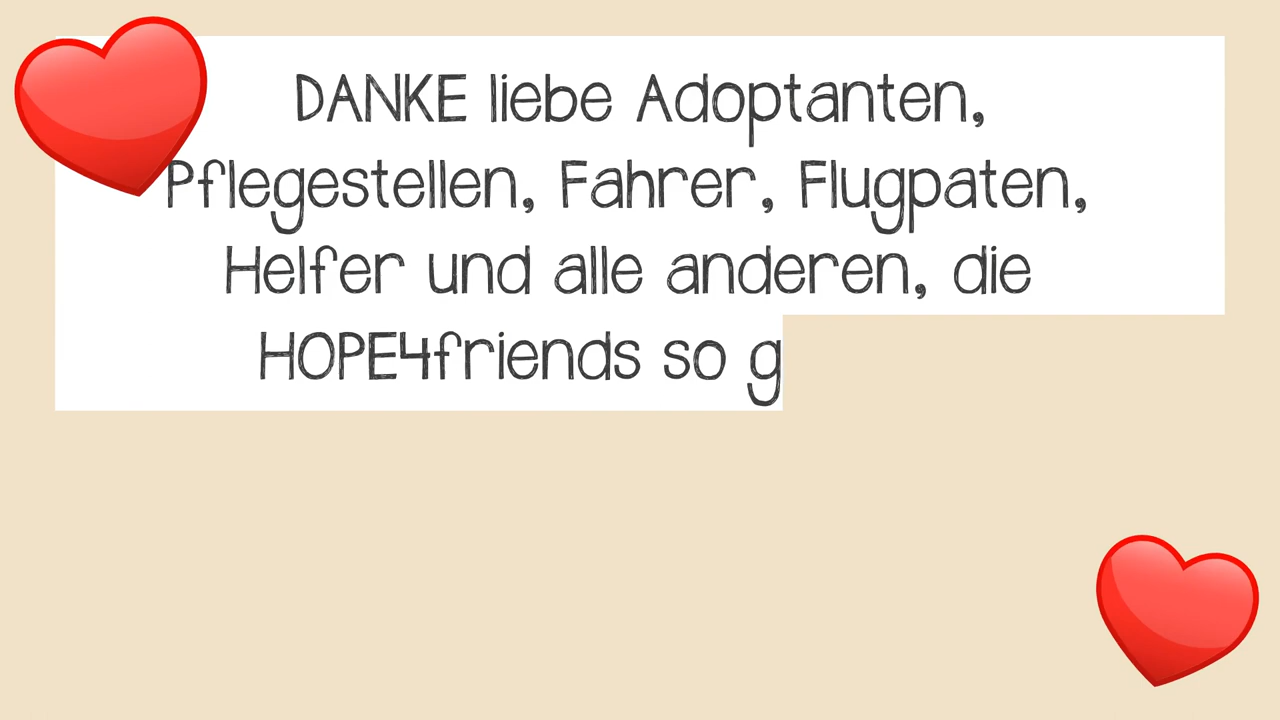 DANKE liebe Adoptanten,
Pflegestellen, Fahrer, Flugpaten,
Helfer und alle anderen, die
HOPE4friends so g